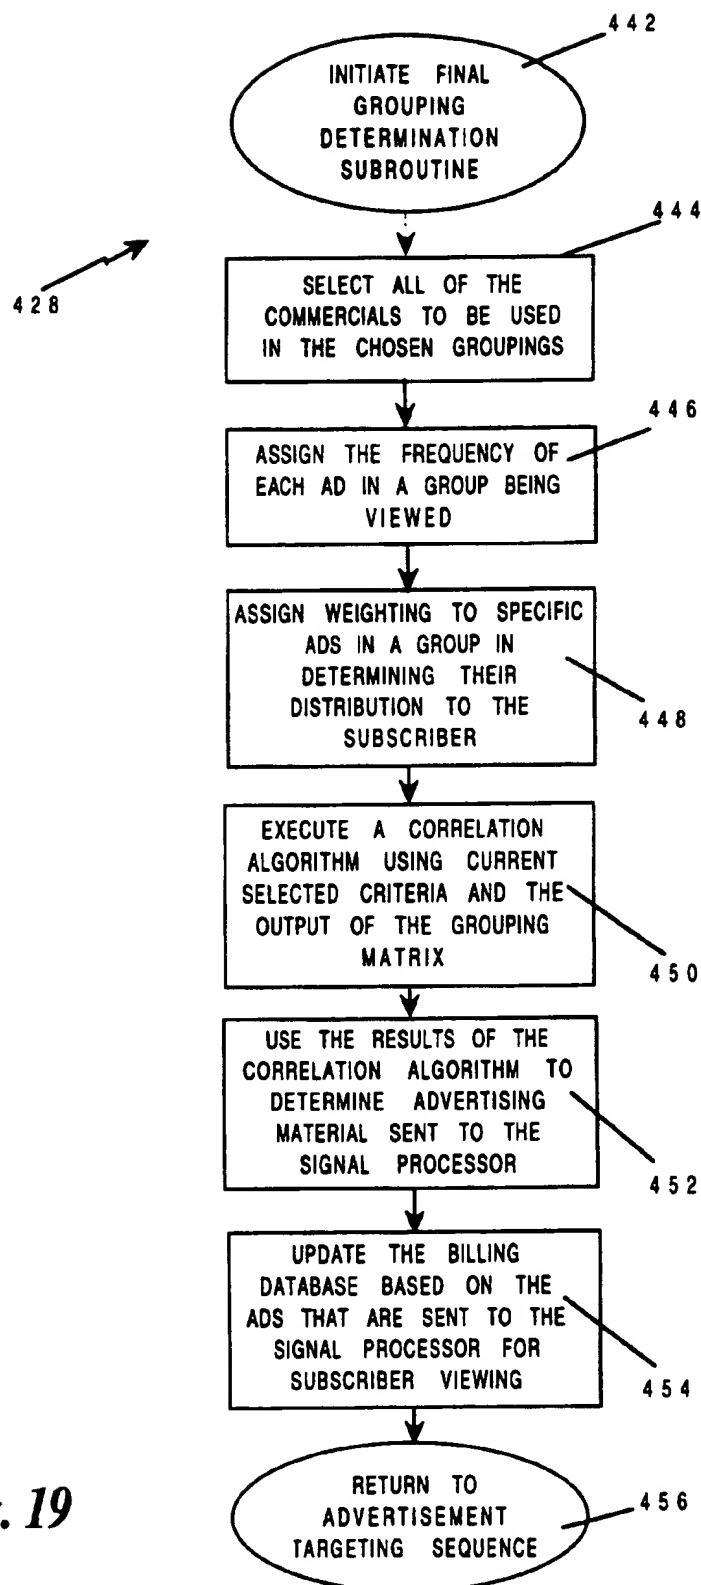 442
INITIATE FINAL
GROUPING
DETERMINATION
SUBROUTINE
444
428
SELECT ALL OF THE
COMMERCIALS TO BE USED
IN THE CHOSEN GROUPINGS
446
ASSIGN THE FREQUENCY OF
EACH AD IN A GROUP BEING
VIEWED
ASSIGN WEIGHTING TO SPECIFIC
ADS IN A GROUP IN
DETERMINING THEIR
DISTRIBUTION TO THE
SUBSCRIBER
448
EXECUTE A CORRELATION
ALGORITHM USING CURRENT
SELECTED CRITERIA AND THE
OUTPUT OF THE GROUPING
MATRIX
450
USE THE RESULTS OF THE
CORRELATION ALGORITHM TO
DETERMINE ADVERTISING
MATERIAL SENT TO THE
SIGNAL PROCESSOR
452
UPDATE THE BILLING
DATABASE BASED ON THE
ADS THAT ARE SENT TO THE
SIGNAL PROCESSOR FOR
SUBSCRIBER VIEWING
454
RETURN TO
ADVERTISEMENT
TARGETING SEQUENCE
456
. 19